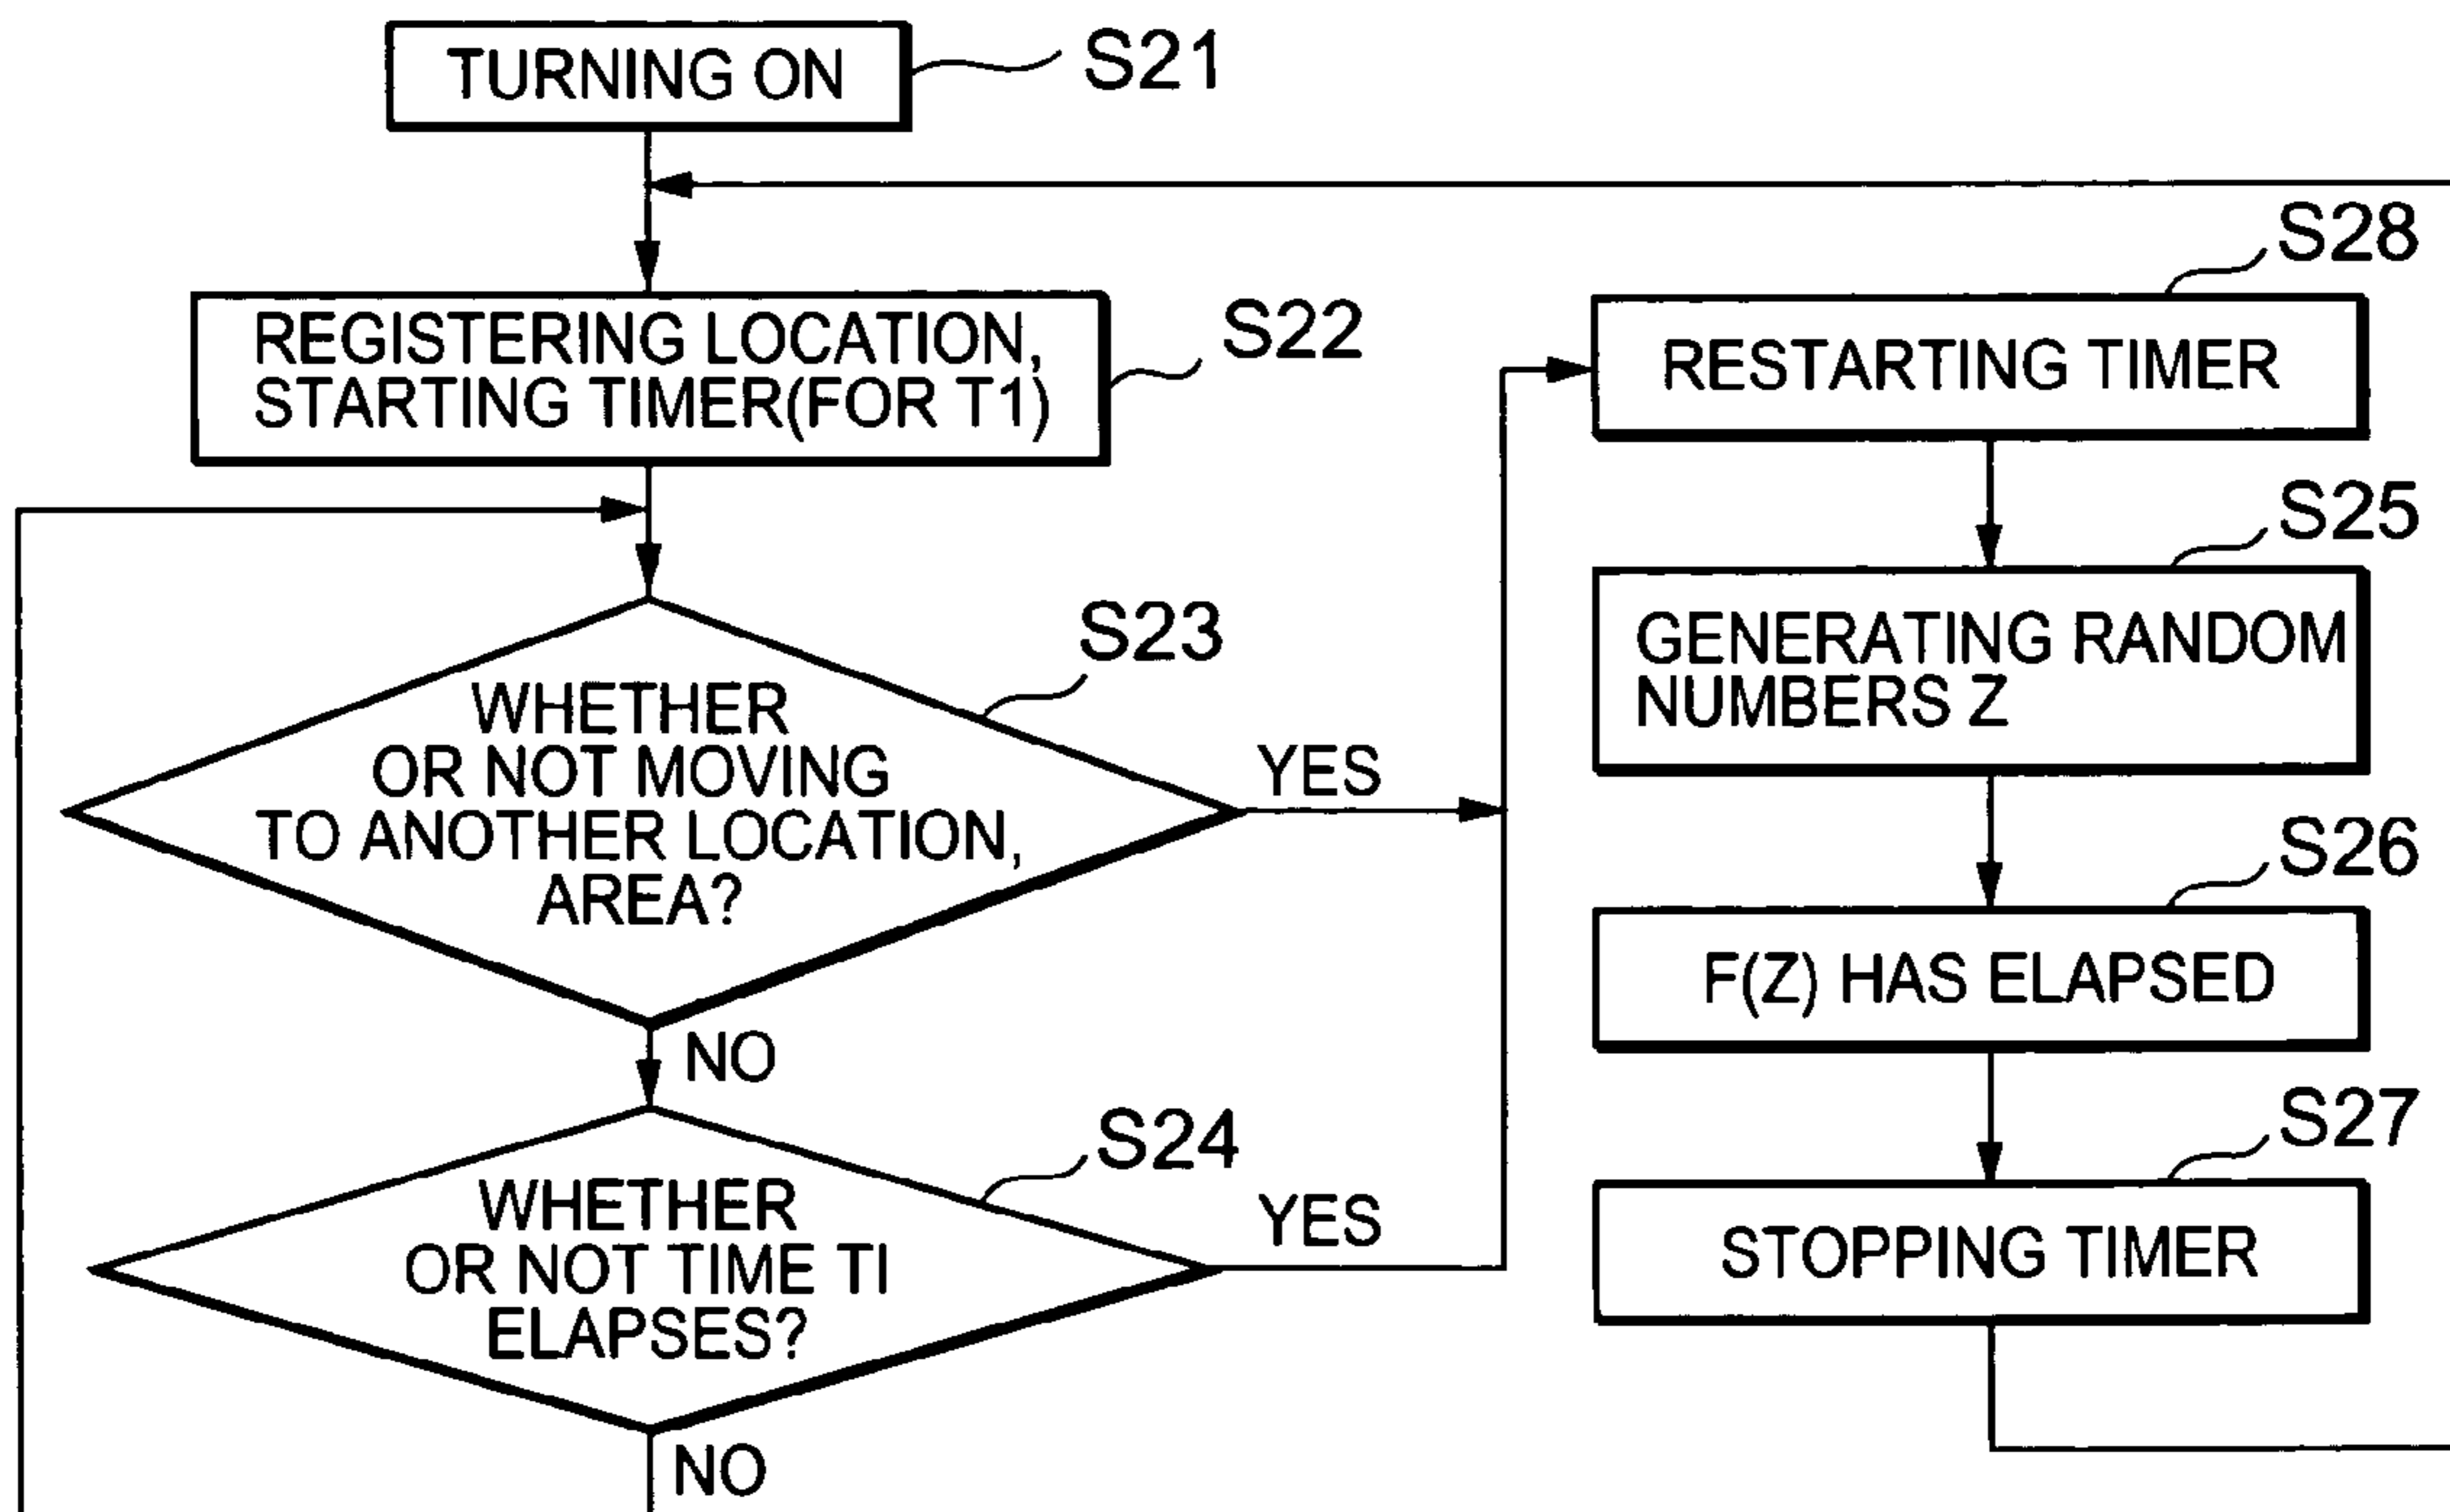 TURNING ON
S21
REGISTERING LOCATION,
STARTING TIMER(FOR T1)
S22
S23
WHETHER
OR NOT MOVING
TO ANOTHER LOCATION,
AREA?
YES
NO
S24
WHETHER
OR NOT TIME TI
ELAPSES?
YES
NO
S28
RESTARTING TIMER
S25
GENERATING RANDOM
NUMBERS Z
S26
F(Z) HAS ELAPSED
S27
STOPPING TIMER